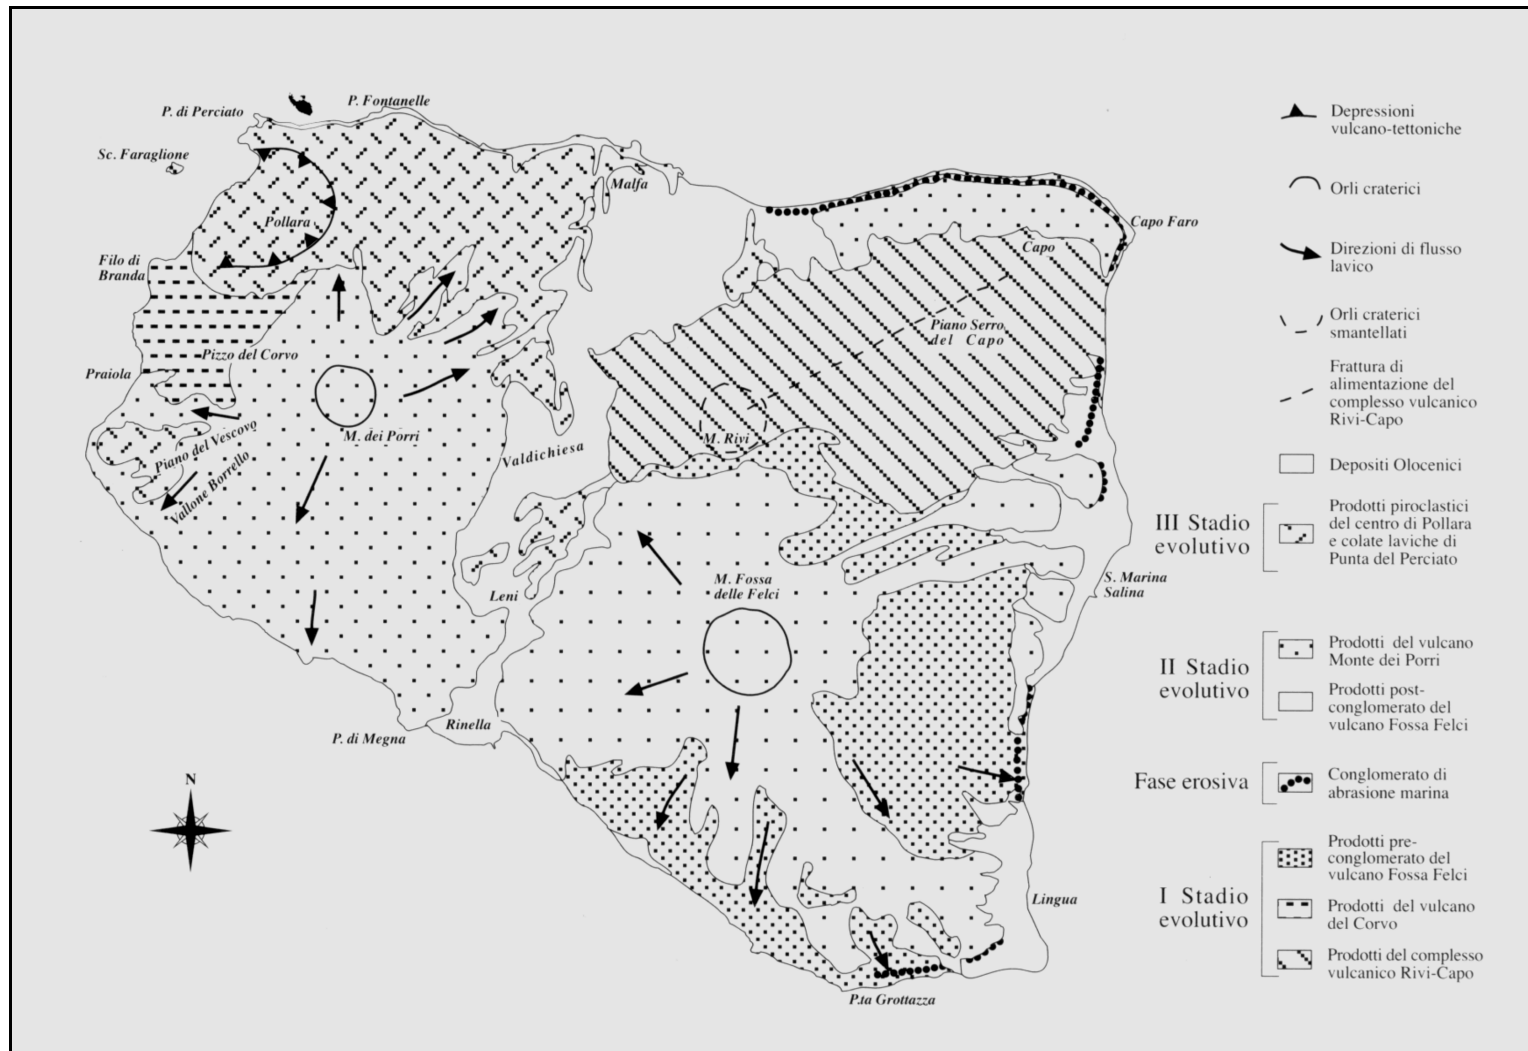 P. Fontanelle
P. di Perciato
Sc. Faraglione
Malfa
Pollara
Capo Faro
Capo
Filo di
Branda
Piano Serro
del Capo
Pizzo del Corvo
Praiola
M. dei Porri
M. Rivi
Piano del Vescovo
Valdichiesa
Vallone Borrello
M. Fossa
delle Felci
S. Marina
Salina
Leni
Rinella
P. di Megna
N
Lingua
P.ta Grottazza
Depressioni
vulcano-tettoniche
Orli craterici
Direzioni di flusso
lavico
Orli craterici
smantellati
Frattura di
alimentazione del
complesso vulcanico
Rivi-Capo
Depositi Olocenici
III Stadio
evolutivo
Prodotti piroclastici
del centro di Pollara
e colate laviche di
Punta del Perciato
II Stadio
evolutivo
Prodotti del vulcano
Monte dei Porri
Prodotti post-
conglomerato del
vulcano Fossa Felci
Fase erosiva
Conglomerato di
abrasione marina
I Stadio
evolutivo
Prodotti pre-
conglomerato del
vulcano Fossa Felci
Prodotti del vulcano
del Corvo
Prodotti del complesso
vulcanico Rivi-Capo